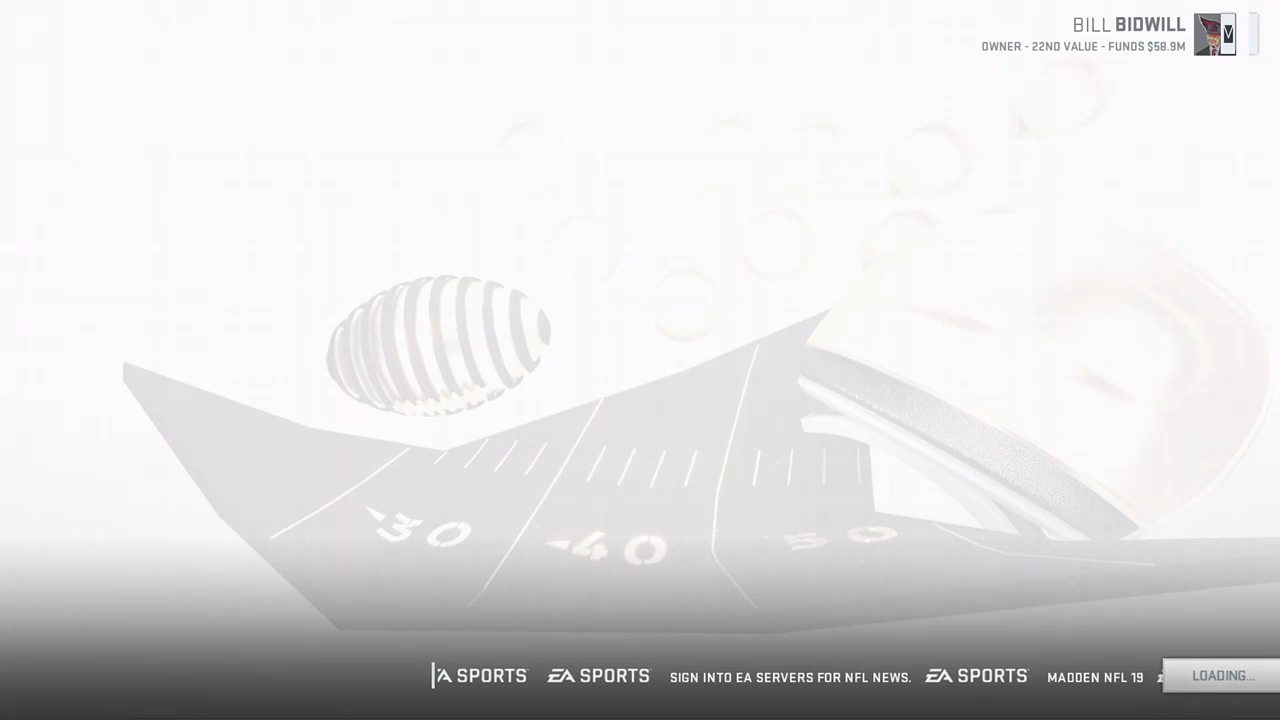 BILL BIDWILL
OWNER - 22ND VALUE - FUNDS $58.9M
30 40 50
EA SPORTS EA SPORTS SIGN INTO EA SERVERS FOR NFL NEWS. EA SPORTS MADDEN NFL 19
LOADING...